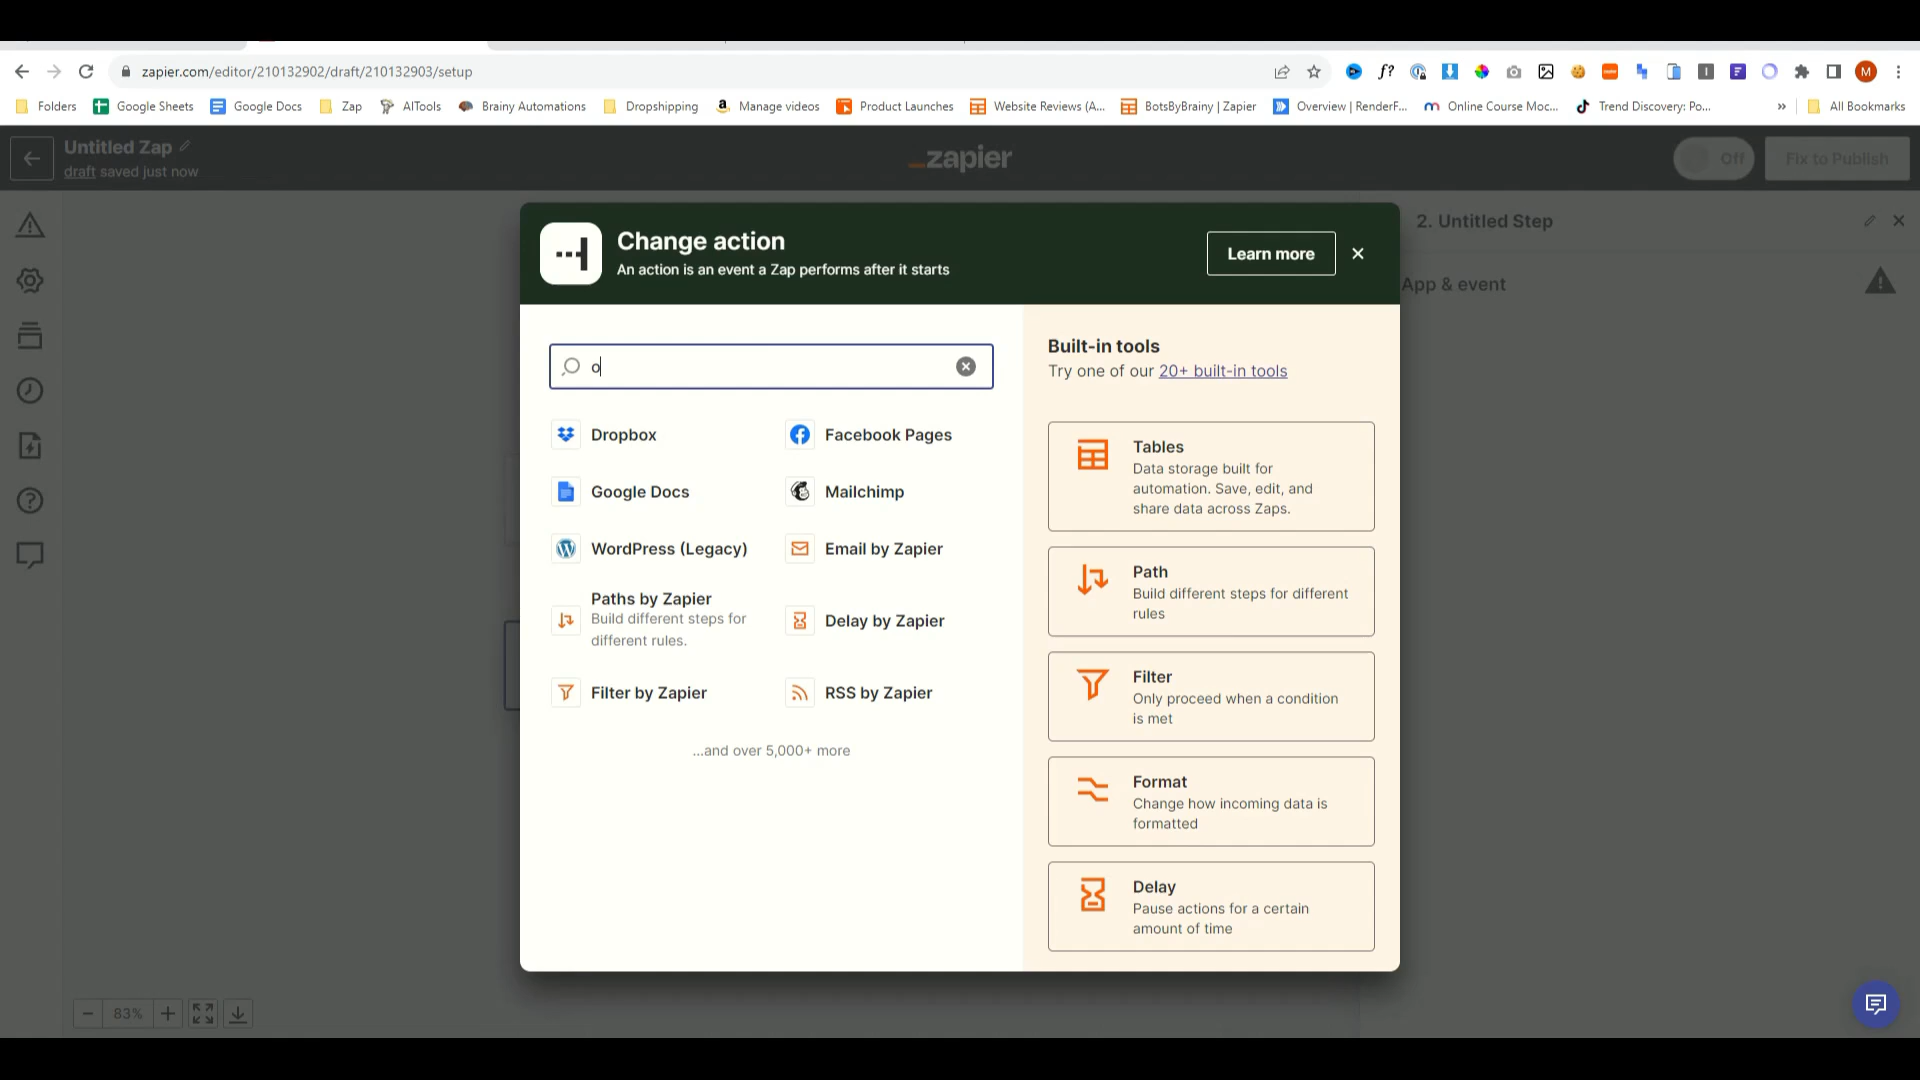 zapier.com/editor/210132902/draft/210132903/setup
f?
M
Folders
Google Sheets
Google Docs
Zap
AITools
Brainy Automations
Dropshipping
Manage videos
Product Launches
Website Reviews (A...
BotsByBrainy | Zapier
Overview | RenderF...
Online Course Moc...
Trend Discovery: Po...
»
All Bookmarks
Untitled Zap
draft saved just now
zapier
Off
Fix to Publish
2. Untitled Step
App & event
Change action
An action is an event a Zap performs after it starts
Learn more
o
Dropbox
Facebook Pages
Google Docs
Mailchimp
WordPress (Legacy)
Email by Zapier
Paths by Zapier
Build different steps for
different rules.
Delay by Zapier
Filter by Zapier
RSS by Zapier
...and over 5,000+ more
Built-in tools
Try one of our 20+ built-in tools
Tables
Data storage built for
automation. Save, edit, and
share data across Zaps.
Path
Build different steps for different
rules
Filter
Only proceed when a condition
is met
Format
Change how incoming data is
formatted
Delay
Pause actions for a certain
amount of time
83%